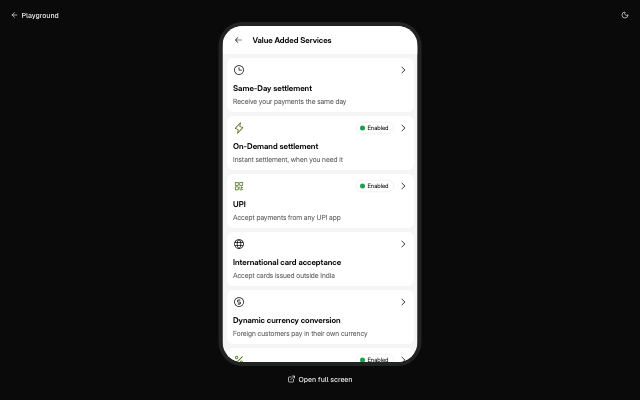 Playground
Value Added Services
Same-Day settlement
Receive your payments the same day
Enabled
On-Demand settlement
Instant settlement, when you need it
Enabled
UPI
Accept payments from any UPI app
International card acceptance
Accept cards issued outside India
Dynamic currency conversion
Foreign customers pay in their own currency
Enabled
Open full screen